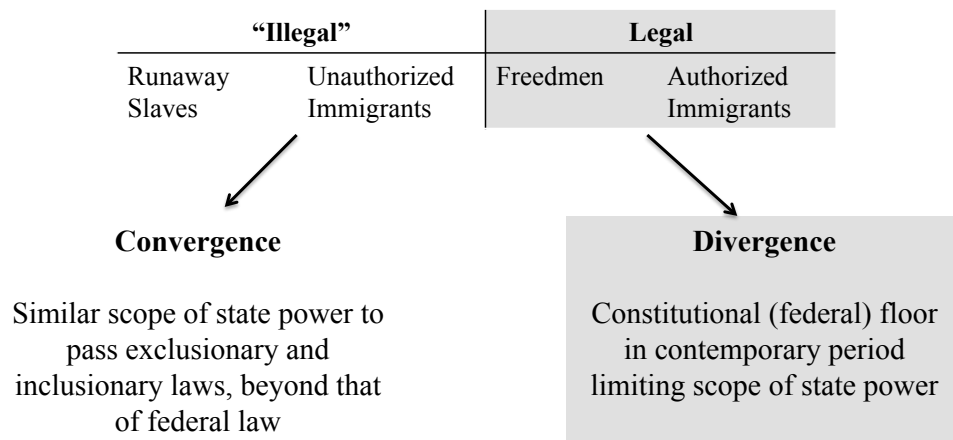 “Illegal”
Legal
Runaway
Slaves
Unauthorized
Immigrants
Freedmen
Authorized
Immigrants
Convergence
Similar scope of state power to
pass exclusionary and
inclusionary laws, beyond that
of federal law
Divergence
Constitutional (federal) floor
in contemporary period
limiting scope of state power